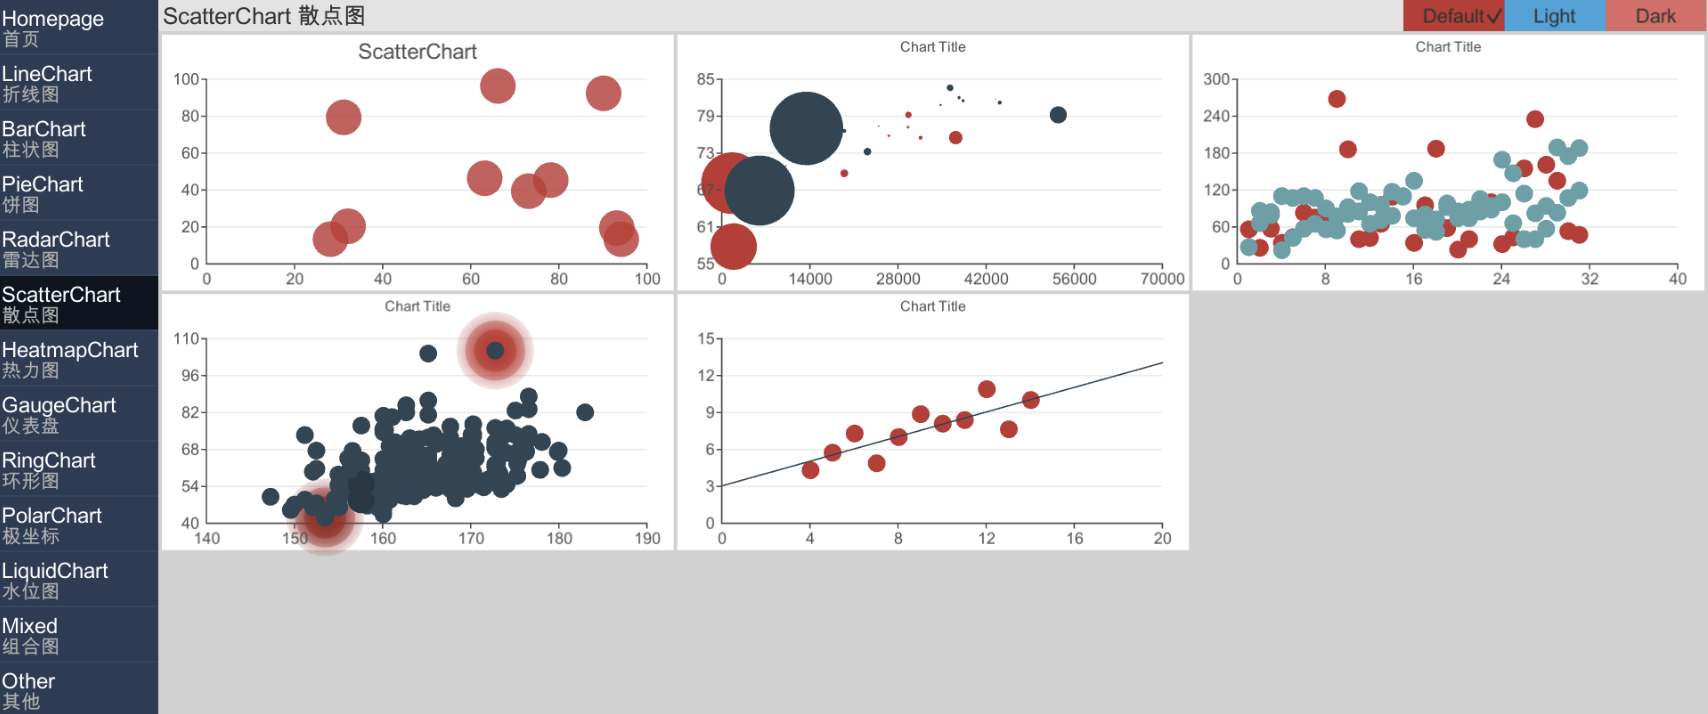 Homepage
首页
LineChart
折线图
BarChart
柱状图
PieChart
饼图
RadarChart
雷达图
ScatterChart
散点图
HeatmapChart
热力图
GaugeChart
仪表盘
RingChart
环形图
PolarChart
极坐标
LiquidChart
水位图
Mixed
组合图
Other
其他
ScatterChart 散点图
Default✓ Light Dark
ScatterChart
100
80
60
40
20
0
0 20 40 60 80 100
Chart Title
85
79
73
67
61
55
0 14000 28000 42000 56000 70000
Chart Title
300
240
180
120
60
0
0 8 16 24 32 40
Chart Title
110
96
82
68
54
40
140 150 160 170 180 190
Chart Title
15
12
9
6
3
0
0 4 8 12 16 20